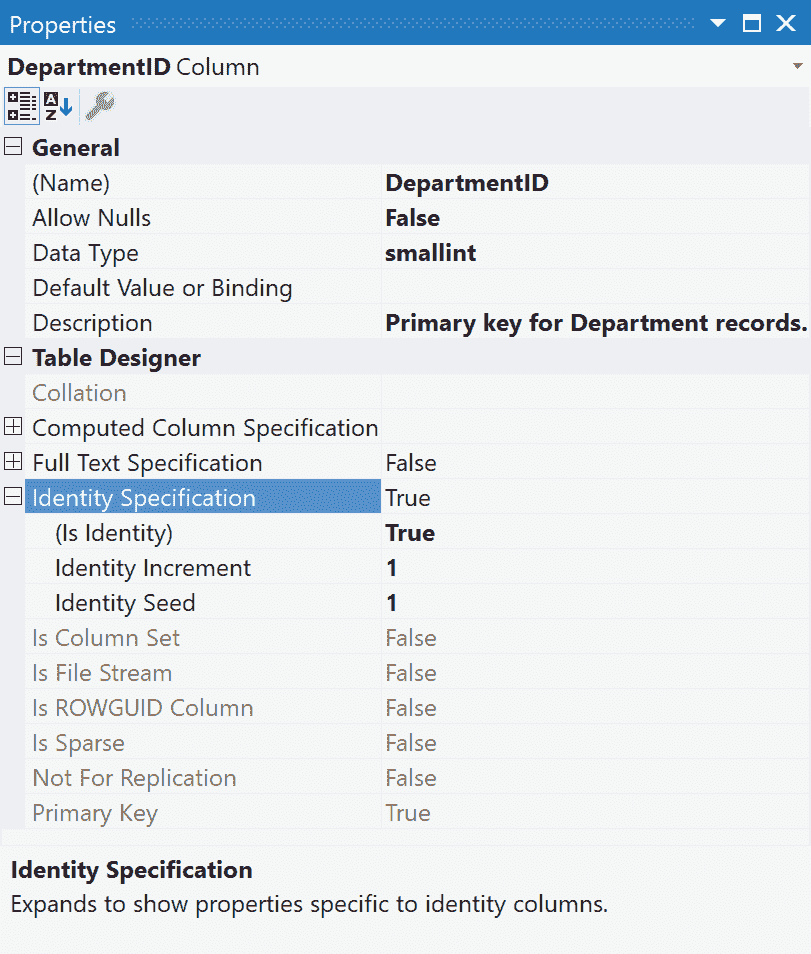 Properties
DepartmentID Column
A
Z
General
(Name) DepartmentID
Allow Nulls False
Data Type smallint
Default Value or Binding
Description Primary key for Department records.
Table Designer
Collation
Computed Column Specification
Full Text Specification False
Identity Specification True
(Is Identity) True
Identity Increment 1
Identity Seed 1
Is Column Set False
Is File Stream False
Is ROWGUID Column False
Is Sparse False
Not For Replication False
Primary Key True
Identity Specification
Expands to show properties specific to identity columns.